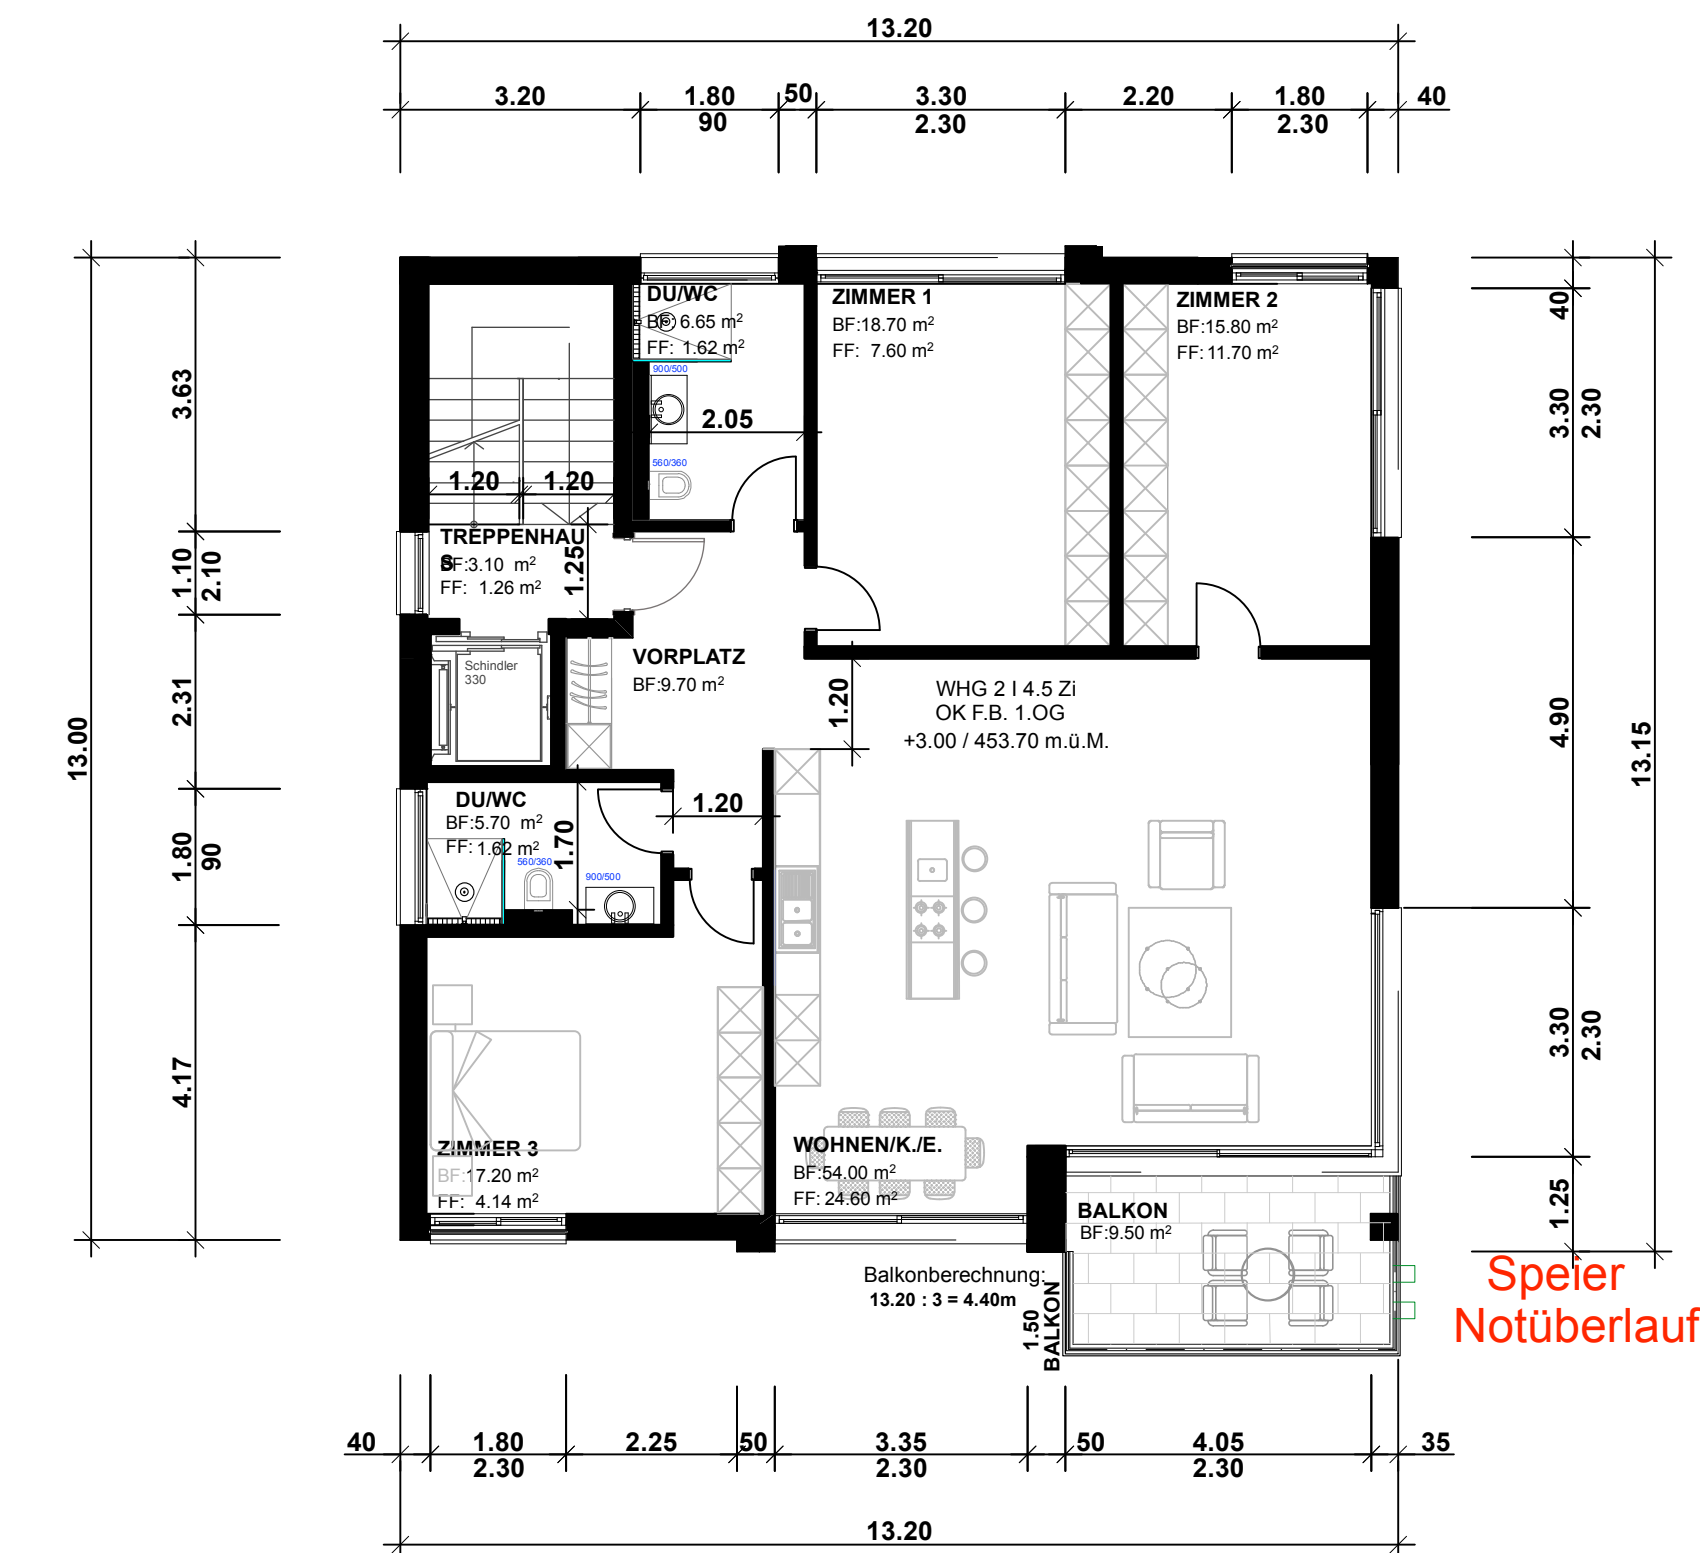 13.20
3.20
1.80
50
3.30
2.20
1.80
40
90
2.30
2.30
DU/WC
BF: 6.65 m²
FF: 1.62 m²
900/500
2.05
560/360
ZIMMER 1
BF:18.70 m²
FF: 7.60 m²
ZIMMER 2
BF:15.80 m²
FF: 11.70 m²
1.20
1.20
TREPPENHAU
S
BF:3.10 m²
FF: 1.26 m²
1.25
Schindler
330
VORPLATZ
BF:9.70 m²
1.20
WHG 2 I 4.5 Zi
OK F.B. 1.OG
+3.00 / 453.70 m.ü.M.
DU/WC
BF:5.70 m²
FF: 1.62 m²
560/360
1.70
900/500
1.20
ZIMMER 3
BF:17.20 m²
FF: 4.14 m²
WOHNEN/K./E.
BF:54.00 m²
FF: 24.60 m²
BALKON
BF:9.50 m²
Balkonberechnung:
13.20 : 3 = 4.40m
1.50
BALKON
Speier
Notüberlauf
13.00
3.63
1.10
2.10
2.31
1.80
90
4.17
40
3.30
2.30
4.90
3.30
2.30
1.25
13.15
40
1.80
2.25
50
3.35
50
4.05
35
2.30
2.30
2.30
13.20